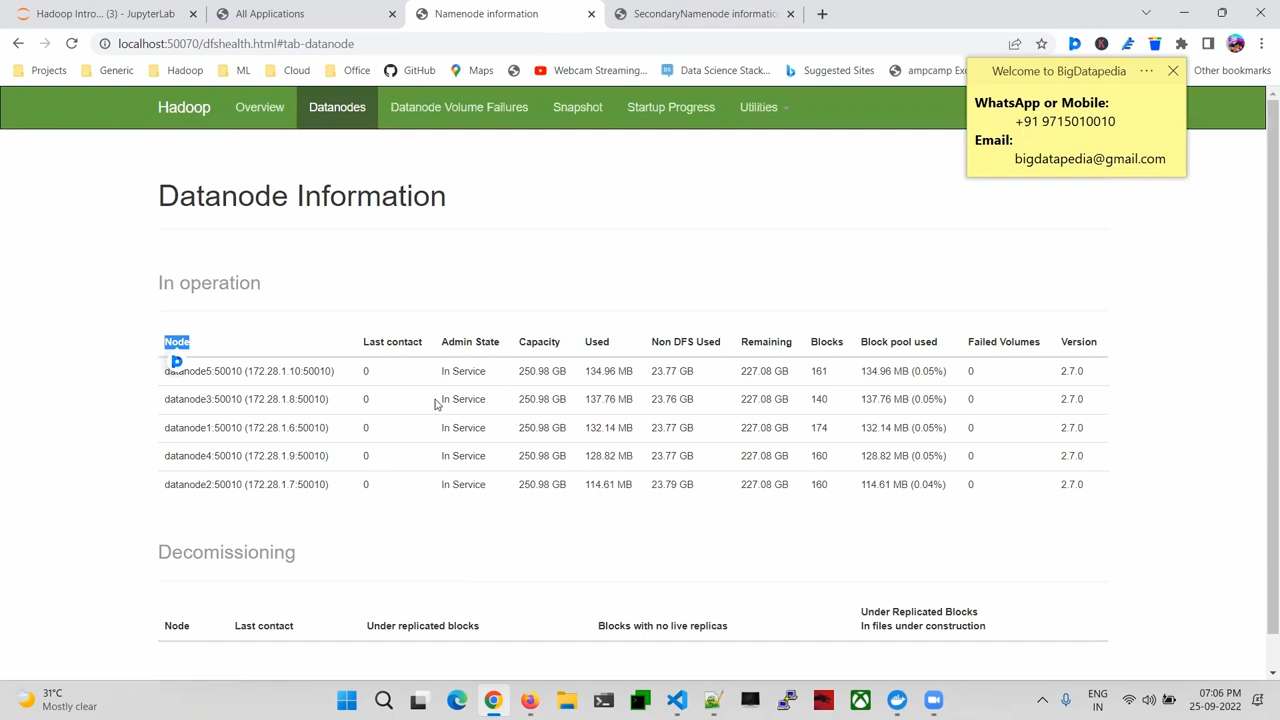 Hadoop Intro... (3) - JupyterLab
All Applications
Namenode information
SecondaryNamenode informatio
localhost:50070/dfshealth.html#tab-datanode
Projects
Generic
Hadoop
ML
Cloud
Office
GitHub
Maps
Webcam Streaming...
Data Science Stack...
Suggested Sites
ampcamp Exe
Other bookmarks
Welcome to BigDatapedia
WhatsApp or Mobile:
+91 9715010010
Email:
bigdatapedia@gmail.com
Hadoop Overview Datanodes Datanode Volume Failures Snapshot Startup Progress Utilities
Datanode Information
In operation
Node Last contact Admin State Capacity Used Non DFS Used Remaining Blocks Block pool used Failed Volumes Version
datanode5:50010 (172.28.1.10:50010) 0 In Service 250.98 GB 134.96 MB 23.77 GB 227.08 GB 161 134.96 MB (0.05%) 0 2.7.0
datanode3:50010 (172.28.1.8:50010) 0 In Service 250.98 GB 137.76 MB 23.76 GB 227.08 GB 140 137.76 MB (0.05%) 0 2.7.0
datanode1:50010 (172.28.1.6:50010) 0 In Service 250.98 GB 132.14 MB 23.77 GB 227.08 GB 174 132.14 MB (0.05%) 0 2.7.0
datanode4:50010 (172.28.1.9:50010) 0 In Service 250.98 GB 128.82 MB 23.77 GB 227.08 GB 160 128.82 MB (0.05%) 0 2.7.0
datanode2:50010 (172.28.1.7:50010) 0 In Service 250.98 GB 114.61 MB 23.79 GB 227.08 GB 160 114.61 MB (0.04%) 0 2.7.0
Decomissioning
Node Last contact Under replicated blocks Blocks with no live replicas Under Replicated Blocks
In files under construction
31°C
Mostly clear
ENG
IN
07:06 PM
25-09-2022